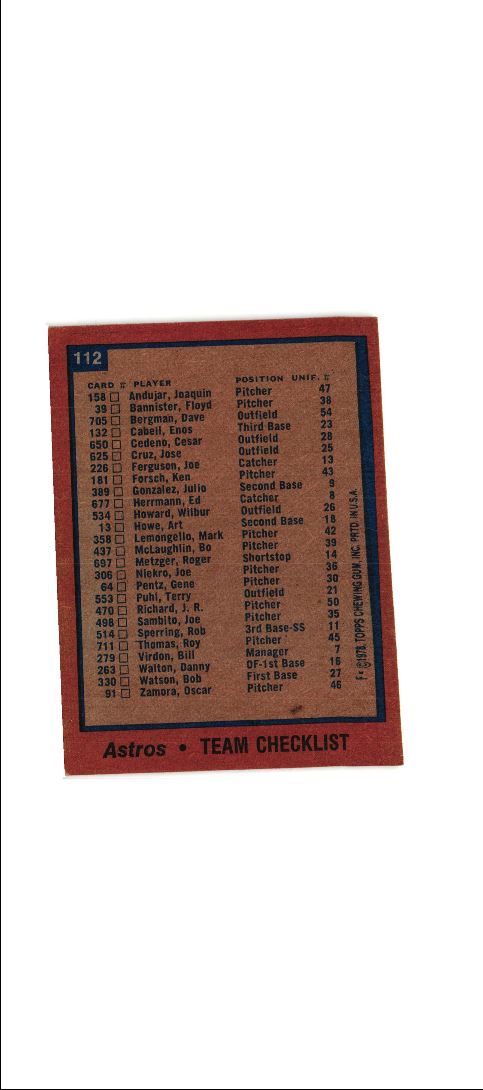 112
CARD # PLAYER POSITION UNIF. #
158 Andujar, Joaquin Pitcher 47
39 Bannister, Floyd Pitcher 38
705 Bergman, Dave Outfield 54
132 Cabell, Enos Third Base 23
650 Cedeno, Cesar Outfield 28
625 Cruz, Jose Outfield 25
226 Ferguson, Joe Catcher 13
181 Forsch, Ken Pitcher 43
389 Gonzalez, Julio Second Base 9
677 Herrmann, Ed Catcher 8
534 Howard, Wilbur Outfield 26
13 Howe, Art Second Base 18
358 Lemongello, Mark Pitcher 42
437 McLaughlin, Bo Pitcher 39
697 Metzger, Roger Shortstop 14
306 Niekro, Joe Pitcher 36
64 Pentz, Gene Pitcher 30
553 Puhl, Terry Outfield 21
470 Richard, J. R. Pitcher 50
498 Sambito, Joe Pitcher 35
514 Sperring, Rob 3rd Base-SS 11
711 Thomas, Roy Pitcher 45
279 Virdon, Bill Manager 7
263 Walton, Danny OF-1st Base 16
330 Watson, Bob First Base 27
91 Zamora, Oscar Pitcher 46
F* ©1978, TOPPS CHEWING GUM, INC. PRTD. IN U.S.A.
Astros • TEAM CHECKLIST